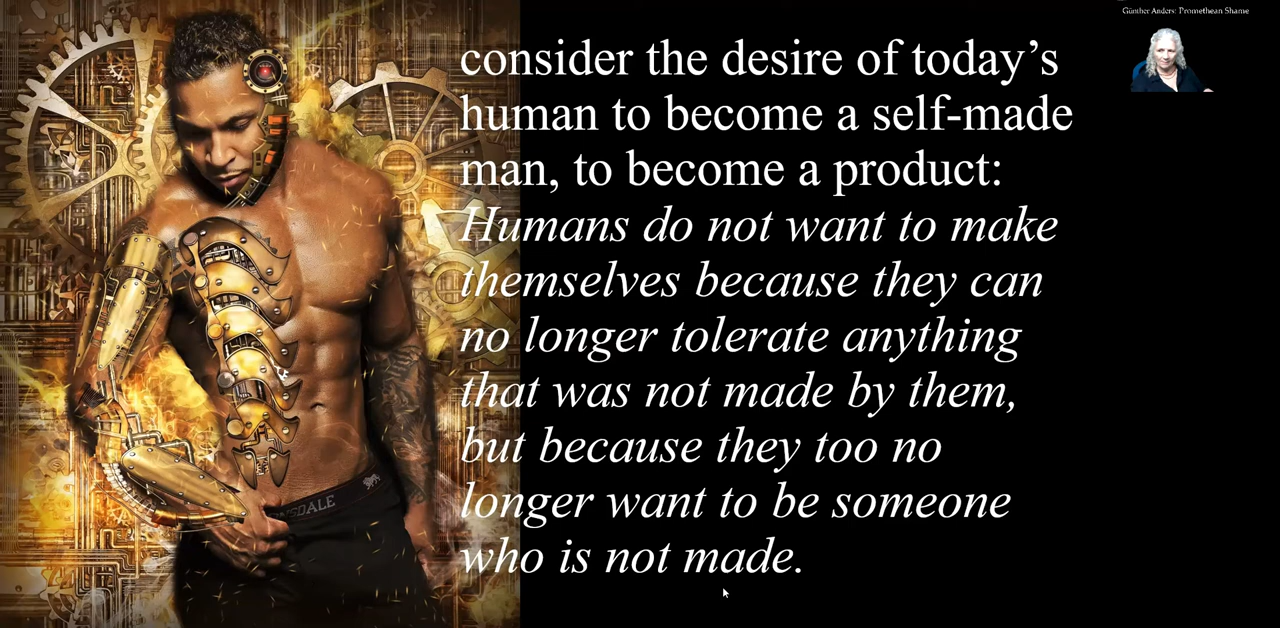 Günther Anders: Promethean Shame
consider the desire of today’s
human to become a self-made
man, to become a product:
Humans do not want to make
themselves because they can
no longer tolerate anything
that was not made by them,
but because they too no
longer want to be someone
who is not made.
NSDALE